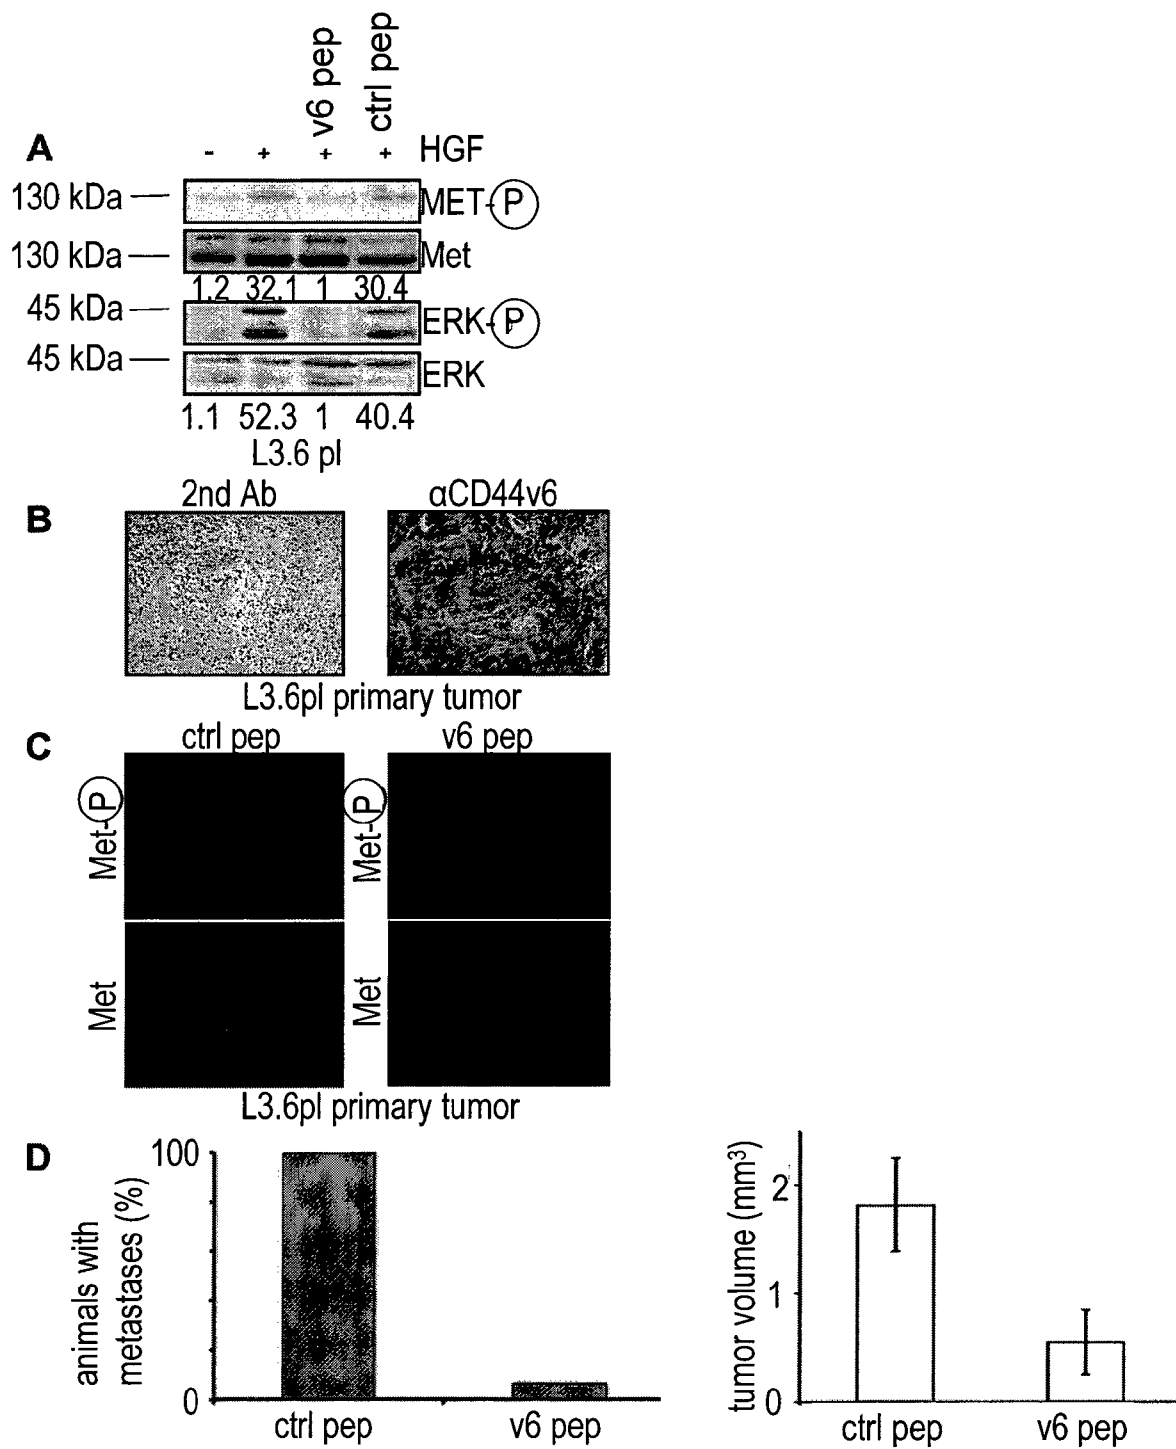 v6 pep
ctrl pep
A
- + + + HGF
130 kDa
MET-P
130 kDa
Met
1.2 32.1 1 30.4
45 kDa
ERK-P
45 kDa
ERK
1.1 52.3 1 40.4
L3.6 pl
B
2nd Ab
αCD44v6
L3.6pl primary tumor
C
ctrl pep
v6 pep
Met-P
Met-P
Met
Met
L3.6pl primary tumor
D
animals with
metastases (%)
100
0
ctrl pep
v6 pep
tumor volume (mm³)
2
1
0
ctrl pep
v6 pep